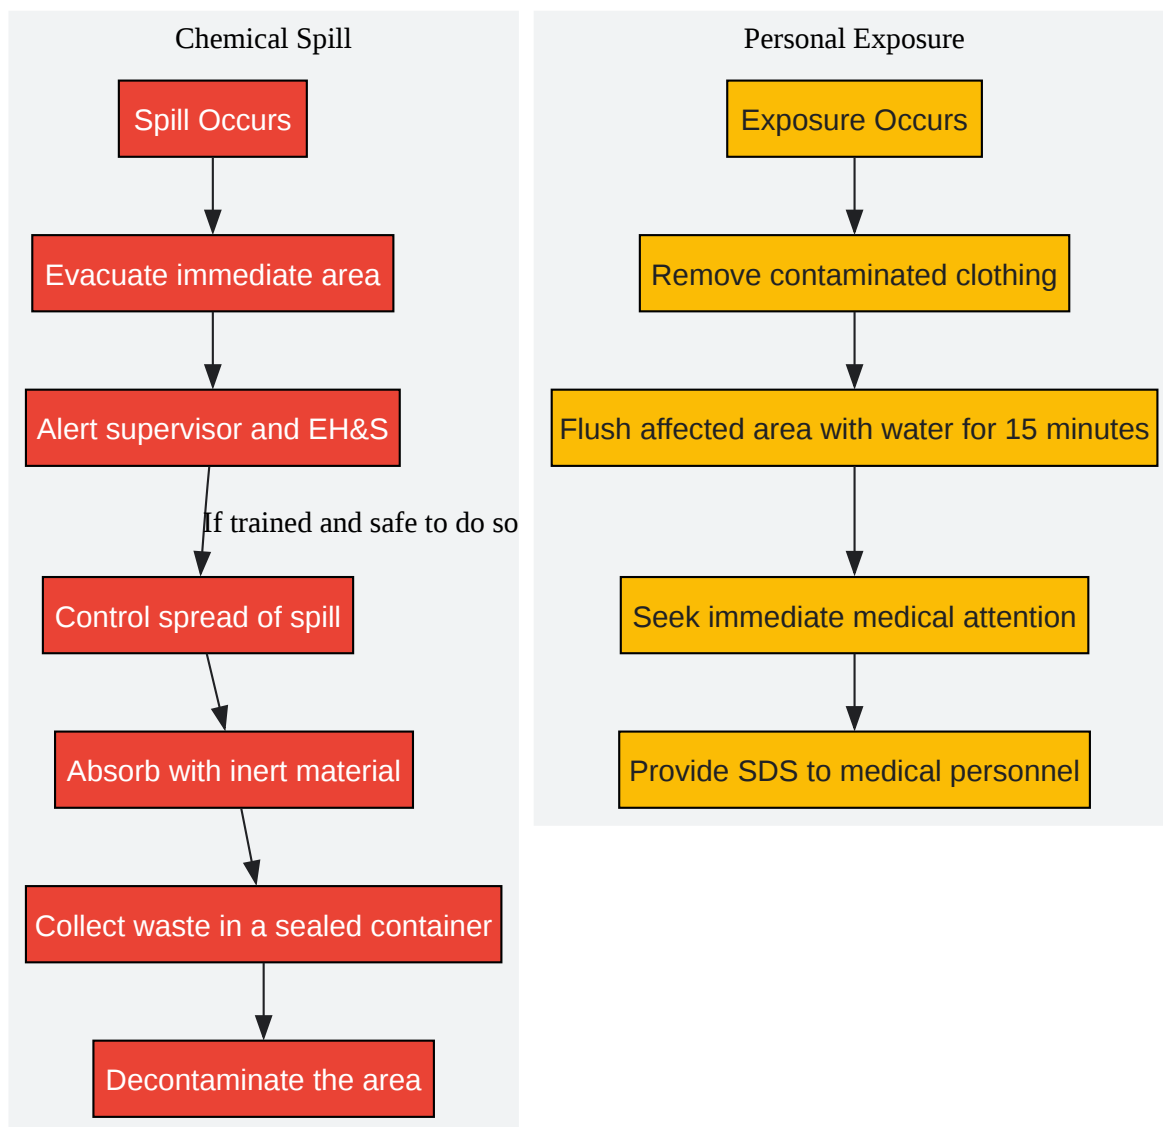 Chemical Spill
Spill Occurs
Evacuate immediate area
Alert supervisor and EH&S
If trained and safe to do so
Control spread of spill
Absorb with inert material
Collect waste in a sealed container
Decontaminate the area
Personal Exposure
Exposure Occurs
Remove contaminated clothing
Flush affected area with water for 15 minutes
Seek immediate medical attention
Provide SDS to medical personnel